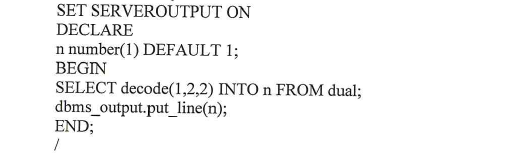 SET SERVEROUTPUT ON
DECLARE
n number(1) DEFAULT 1;
BEGIN
SELECT decode(1,2,2) INTO n FROM dual;
dbms_output.put_line(n);
END;
/